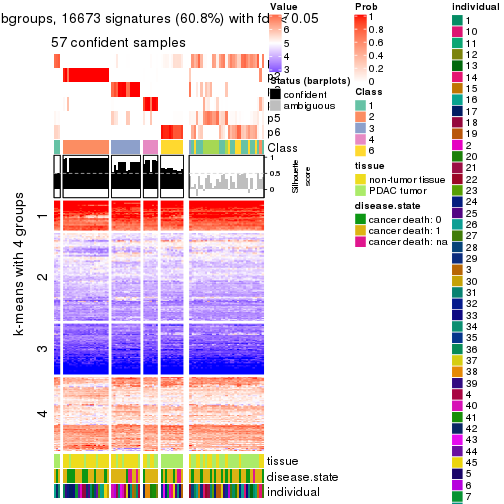 bgroups, 16673 signatures (60.8%) with fd 0.05
57 confident samples
p5
p6
Class
1
0.5
0
Silhouette
score
k-means with 4 groups
1
2
3
4
tissue
disease.state
individual
Value
7
6
5
4
3
Status (barplots)
confident
ambiguous
Prob
1
0.8
0.6
0.4
0.2
0
Class
1
2
3
4
6
tissue
non-tumor tissue
PDAC tumor
disease.state
cancer death: 0
cancer death: 1
cancer death: na
individual
1
10
11
12
13
14
15
16
17
18
19
2
20
21
22
23
24
25
26
27
28
29
3
30
31
32
33
34
35
36
37
38
39
4
40
41
42
43
44
45
5
6
7